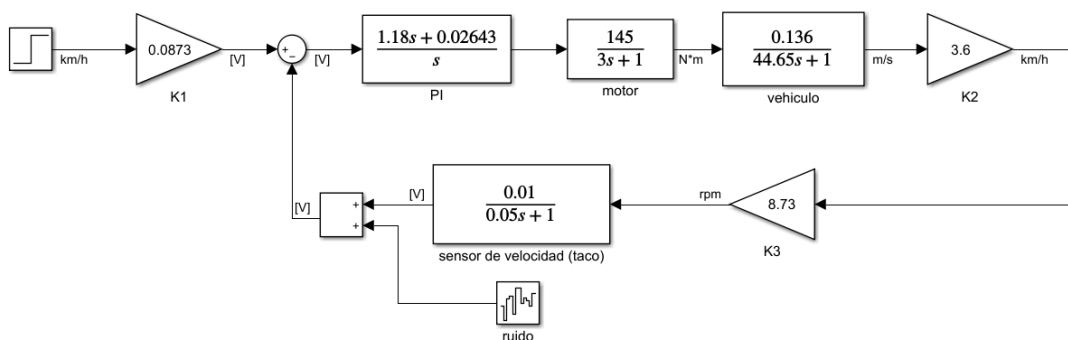 km/h
0.0873
[V]
K1
+
−
[V]
1.18s + 0.02643
s
PI
145
3s + 1
N*m
motor
0.136
44.65s + 1
m/s
vehiculo
3.6
km/h
K2
8.73
rpm
K3
0.01
0.05s + 1
[V]
sensor de velocidad (taco)
+
+
[V]
ruido